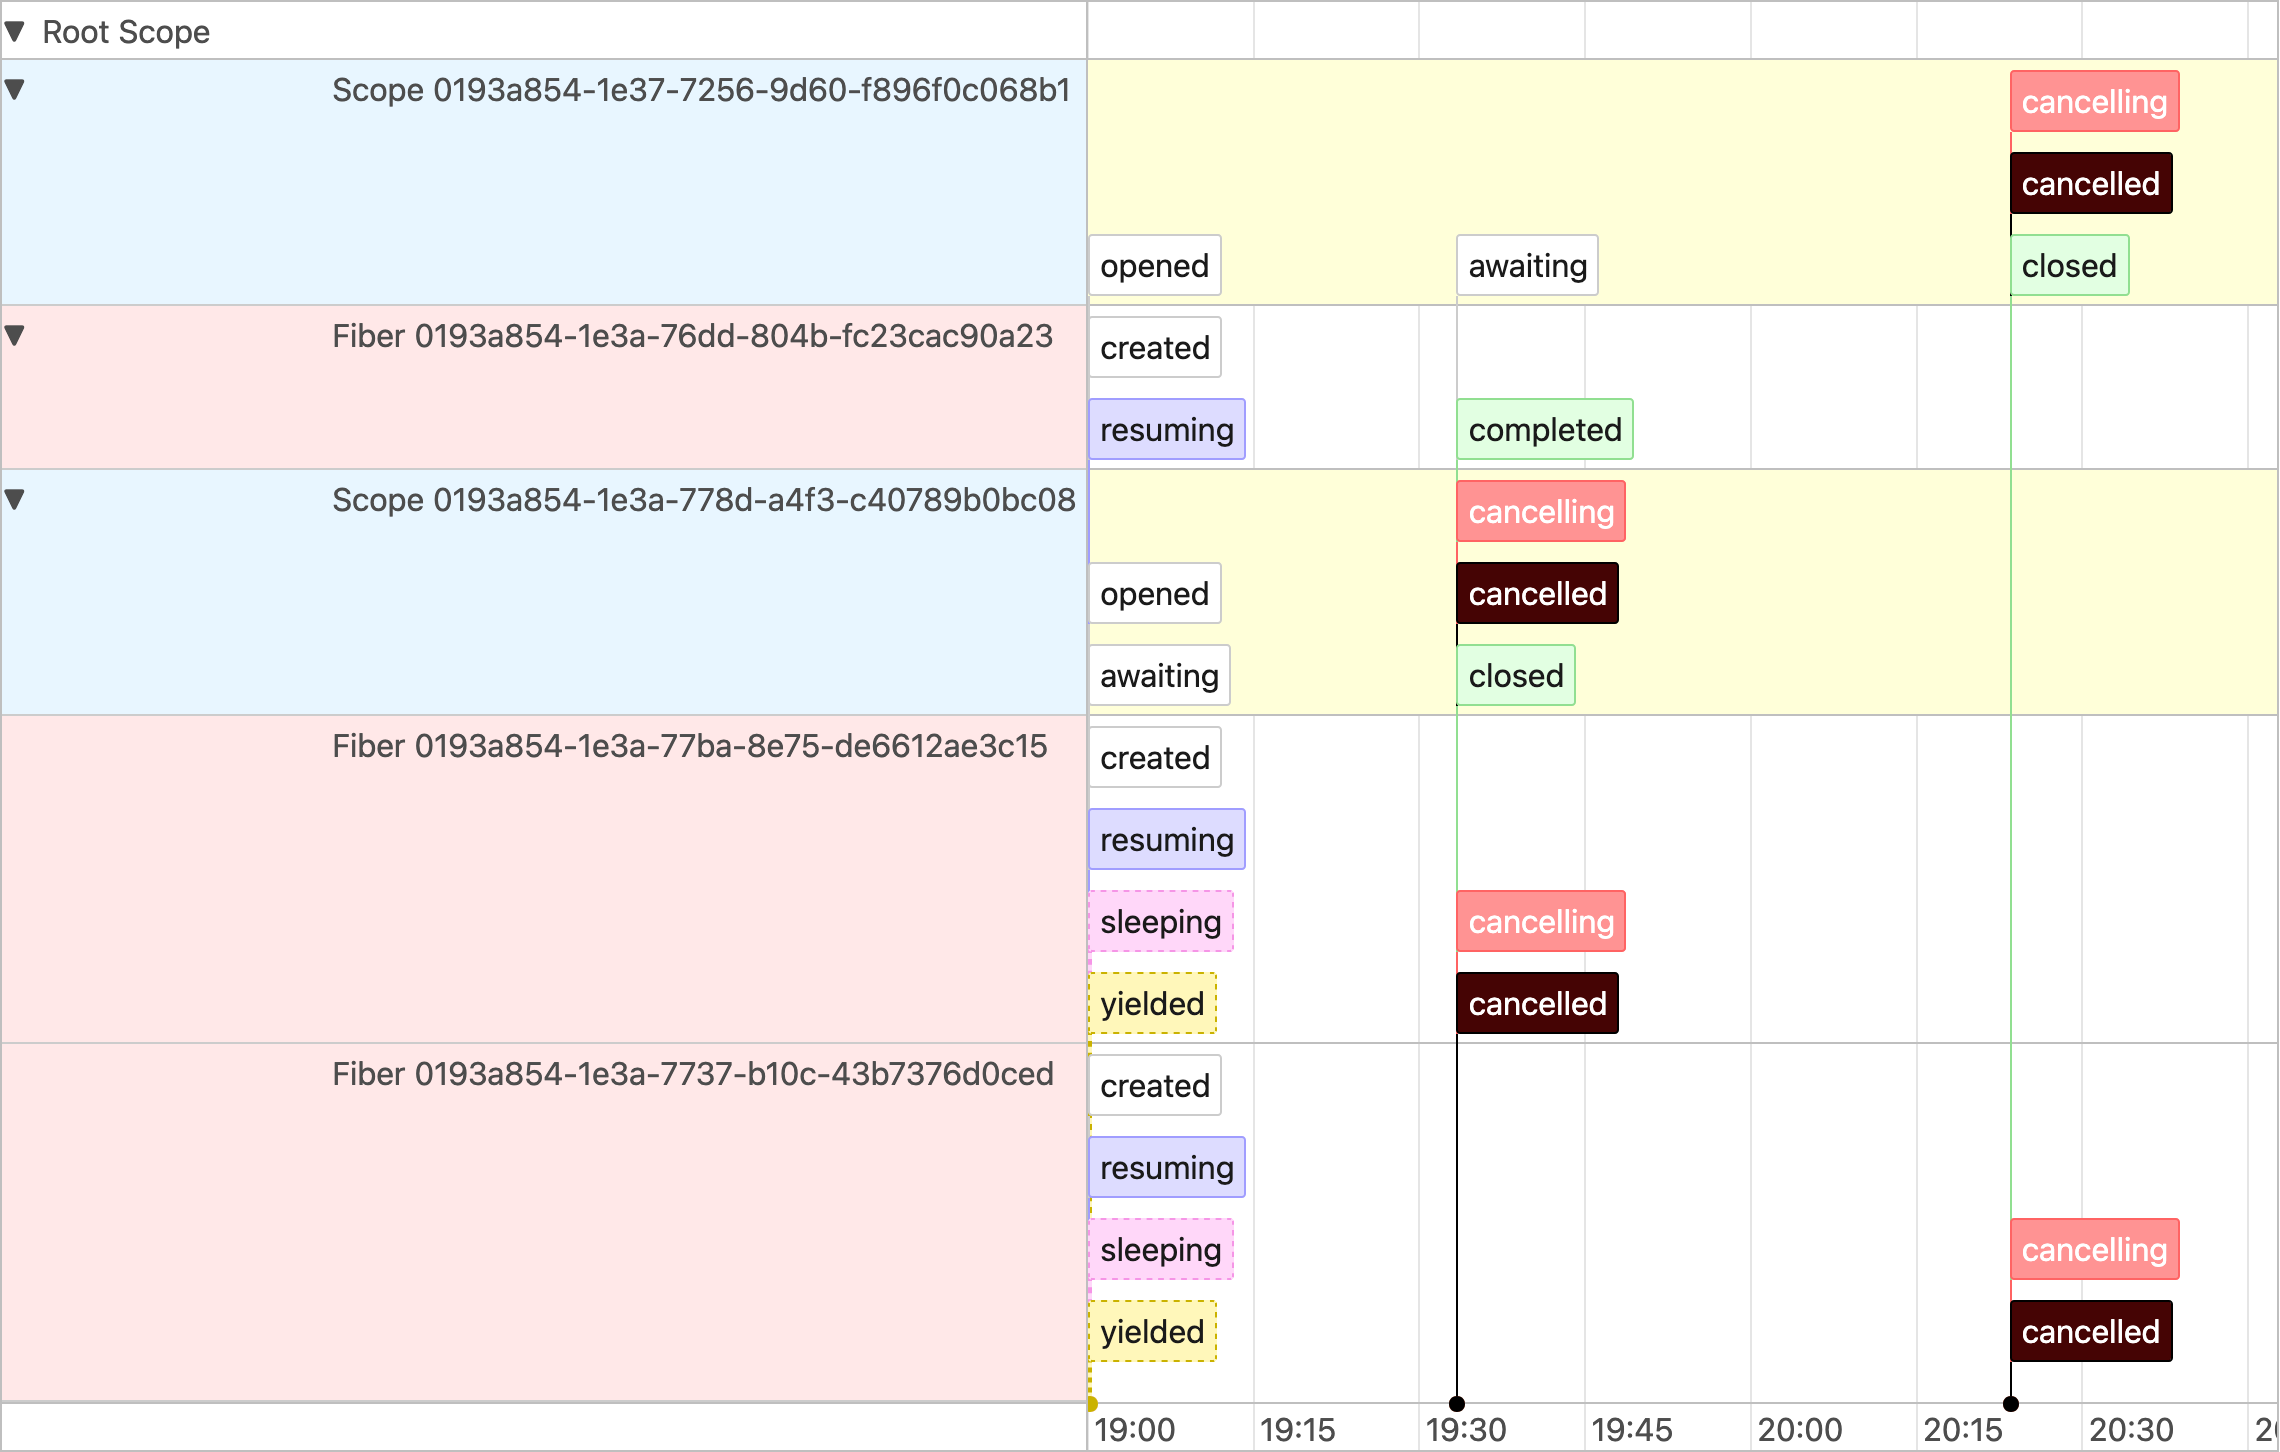 Root Scope
Scope 0193a854-1e37-7256-9d60-f896f0c068b1
cancelling
cancelled
opened awaiting closed
Fiber 0193a854-1e3a-76dd-804b-fc23cac90a23
created
resuming completed
Scope 0193a854-1e3a-778d-a4f3-c40789b0bc08
cancelling
opened cancelled
awaiting closed
Fiber 0193a854-1e3a-77ba-8e75-de6612ae3c15
created
resuming
sleeping cancelling
yielded cancelled
Fiber 0193a854-1e3a-7737-b10c-43b7376d0ced
created
resuming
sleeping cancelling
yielded cancelled
19:00 19:15 19:30 19:45 20:00 20:15 20:30